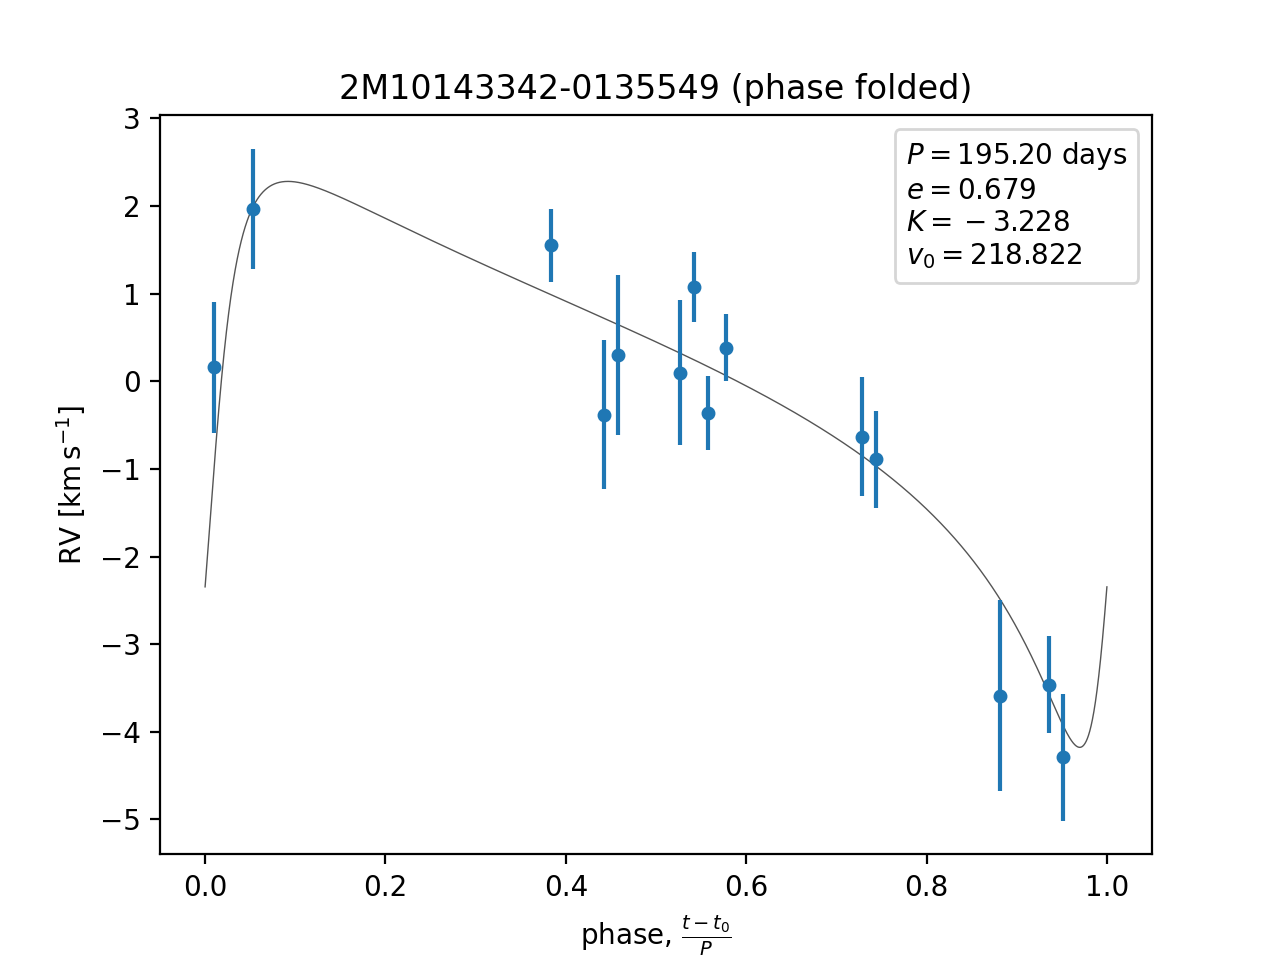 2M10143342-0135549 (phase folded)
P = 195.20 days
e = 0.679
K = −3.228
v₀ = 218.822
RV [km s⁻¹]
3
2
1
0
−1
−2
−3
−4
−5
0.0 0.2 0.4 0.6 0.8 1.0
phase, (t − t₀)/P